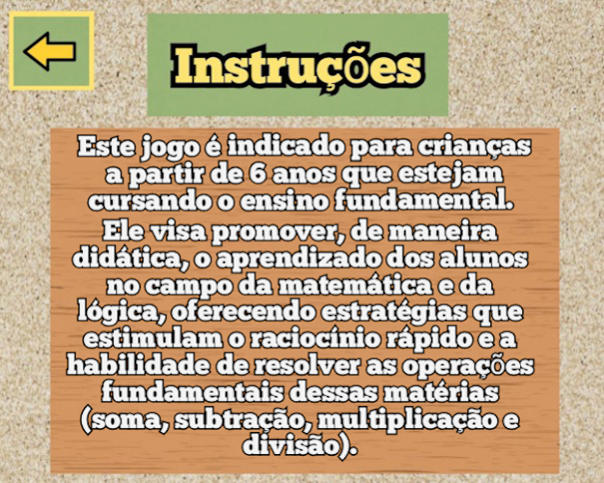 Instruções
Este jogo é indicado para crianças
a partir de 6 anos que estejam
cursando o ensino fundamental.
Ele visa promover, de maneira
didática, o aprendizado dos alunos
no campo da matemática e da
lógica, oferecendo estratégias que
estimulam o raciocínio rápido e a
habilidade de resolver as operações
fundamentais dessas matérias
(soma, subtração, multiplicação e
divisão).